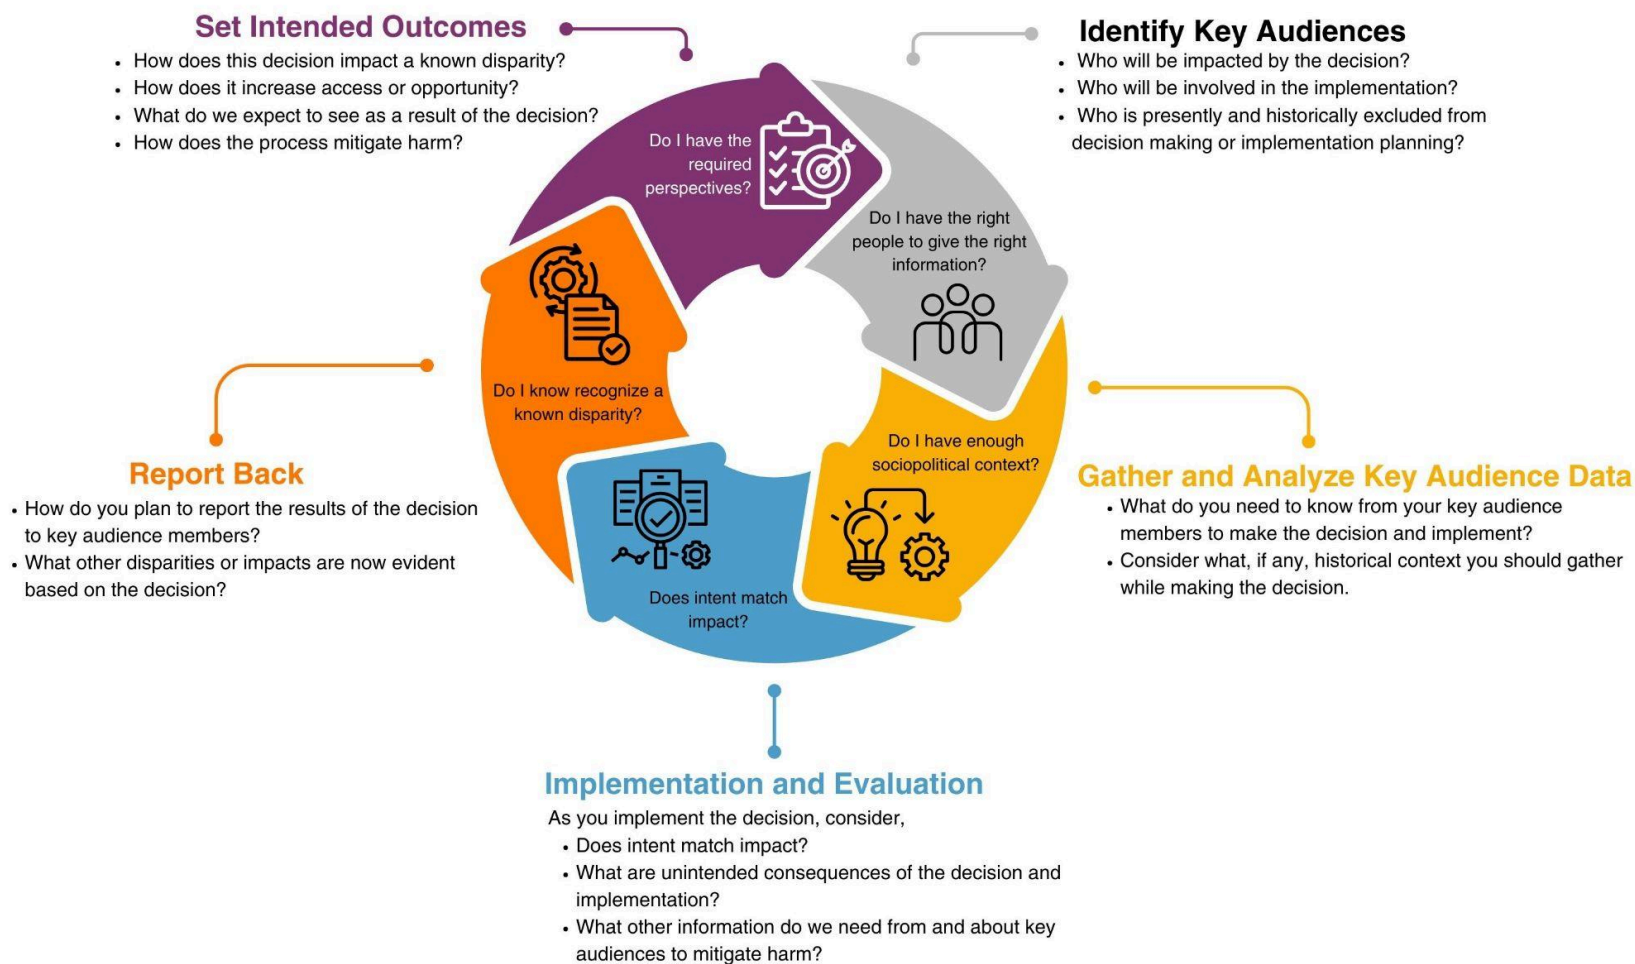 Set Intended Outcomes
• How does this decision impact a known disparity?
• How does it increase access or opportunity?
• What do we expect to see as a result of the decision?
• How does the process mitigate harm?
Identify Key Audiences
• Who will be impacted by the decision?
• Who will be involved in the implementation?
• Who is presently and historically excluded from
decision making or implementation planning?
Do I have the
required
perspectives?
Do I have the right
people to give the right
information?
Do I have enough
sociopolitical context?
Does intent match
impact?
Do I know recognize a
known disparity?
Gather and Analyze Key Audience Data
• What do you need to know from your key audience
members to make the decision and implement?
• Consider what, if any, historical context you should gather
while making the decision.
Implementation and Evaluation
As you implement the decision, consider,
• Does intent match impact?
• What are unintended consequences of the decision and
implementation?
• What other information do we need from and about key
audiences to mitigate harm?
Report Back
• How do you plan to report the results of the decision
to key audience members?
• What other disparities or impacts are now evident
based on the decision?